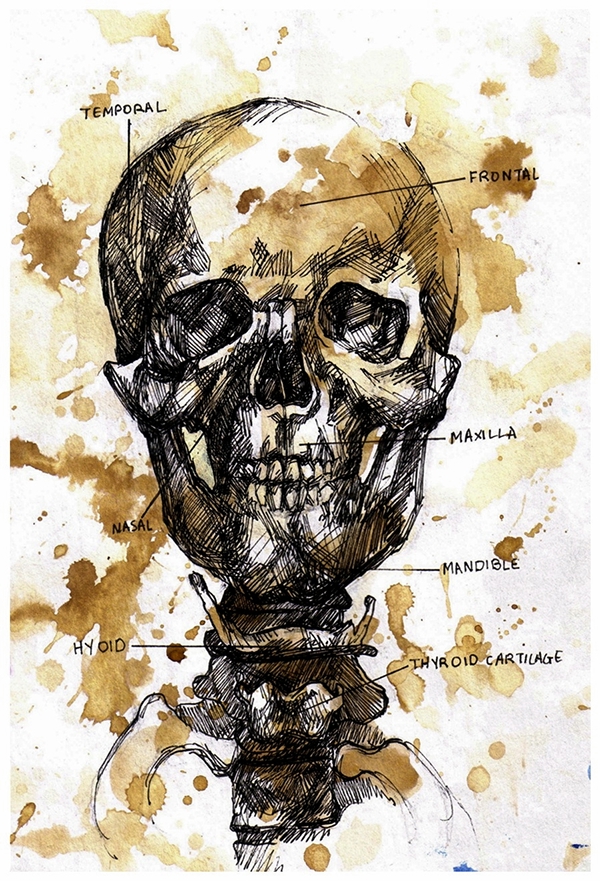 TEMPORAL
FRONTAL
MAXILLA
NASAL
MANDIBLE
HYOID
THYROID CARTILAGE